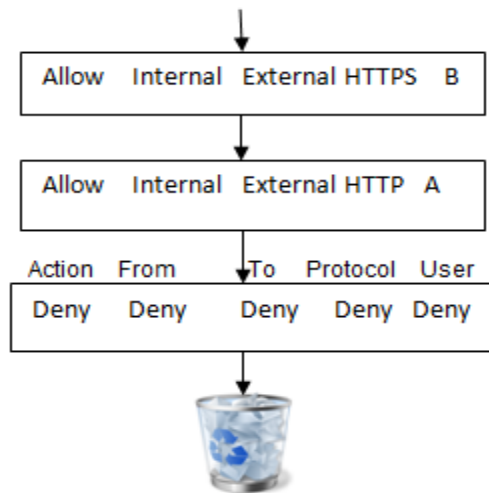 Allow Internal External HTTPS B
Allow Internal External HTTP A
Action From To Protocol User
Deny Deny Deny Deny Deny